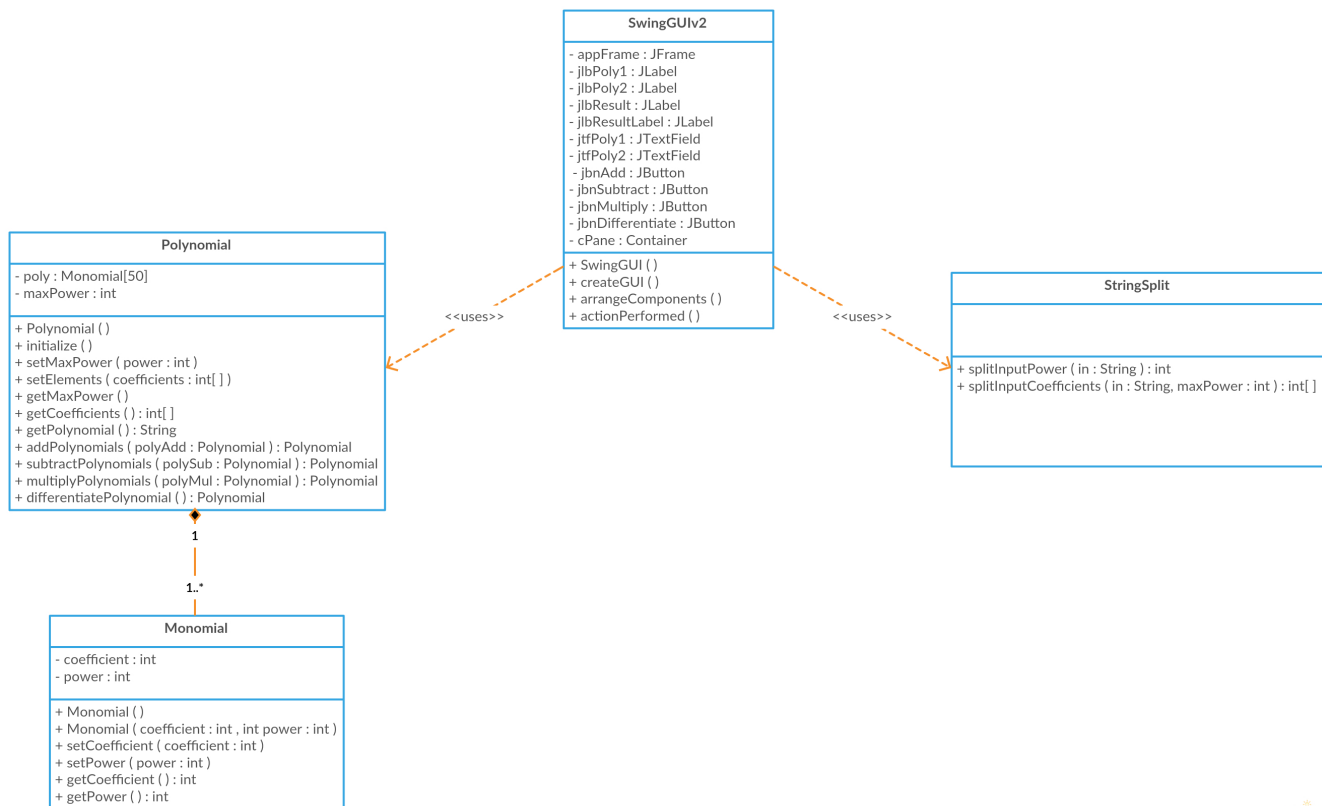 SwingGUIv2
- appFrame : JFrame
- jlbPoly1 : JLabel
- jlbPoly2 : JLabel
- jlbResult : JLabel
- jlbResultLabel : JLabel
- jtfPoly1 : JTextField
- jtfPoly2 : JTextField
- jbnAdd : JButton
- jbnSubtract : JButton
- jbnMultiply : JButton
- jbnDifferentiate : JButton
- cPane : Container
+ SwingGUI ( )
+ createGUI ( )
+ arrangeComponents ( )
+ actionPerformed ( )
<<uses>>
<<uses>>
Polynomial
- poly : Monomial[50]
- maxPower : int
+ Polynomial ( )
+ initialize ( )
+ setMaxPower ( power : int )
+ setElements ( coefficients : int[ ] )
+ getMaxPower ( )
+ getCoefficients ( ) : int[ ]
+ getPolynomial ( ) : String
+ addPolynomials ( polyAdd : Polynomial ) : Polynomial
+ subtractPolynomials ( polySub : Polynomial ) : Polynomial
+ multiplyPolynomials ( polyMul : Polynomial ) : Polynomial
+ differentiatePolynomial ( ) : Polynomial
StringSplit
+ splitInputPower ( in : String ) : int
+ splitInputCoefficients ( in : String, maxPower : int ) : int[ ]
1
1..*
Monomial
- coefficient : int
- power : int
+ Monomial ( )
+ Monomial ( coefficient : int , int power : int )
+ setCoefficient ( coefficient : int )
+ setPower ( power : int )
+ getCoefficient ( ) : int
+ getPower ( ) : int